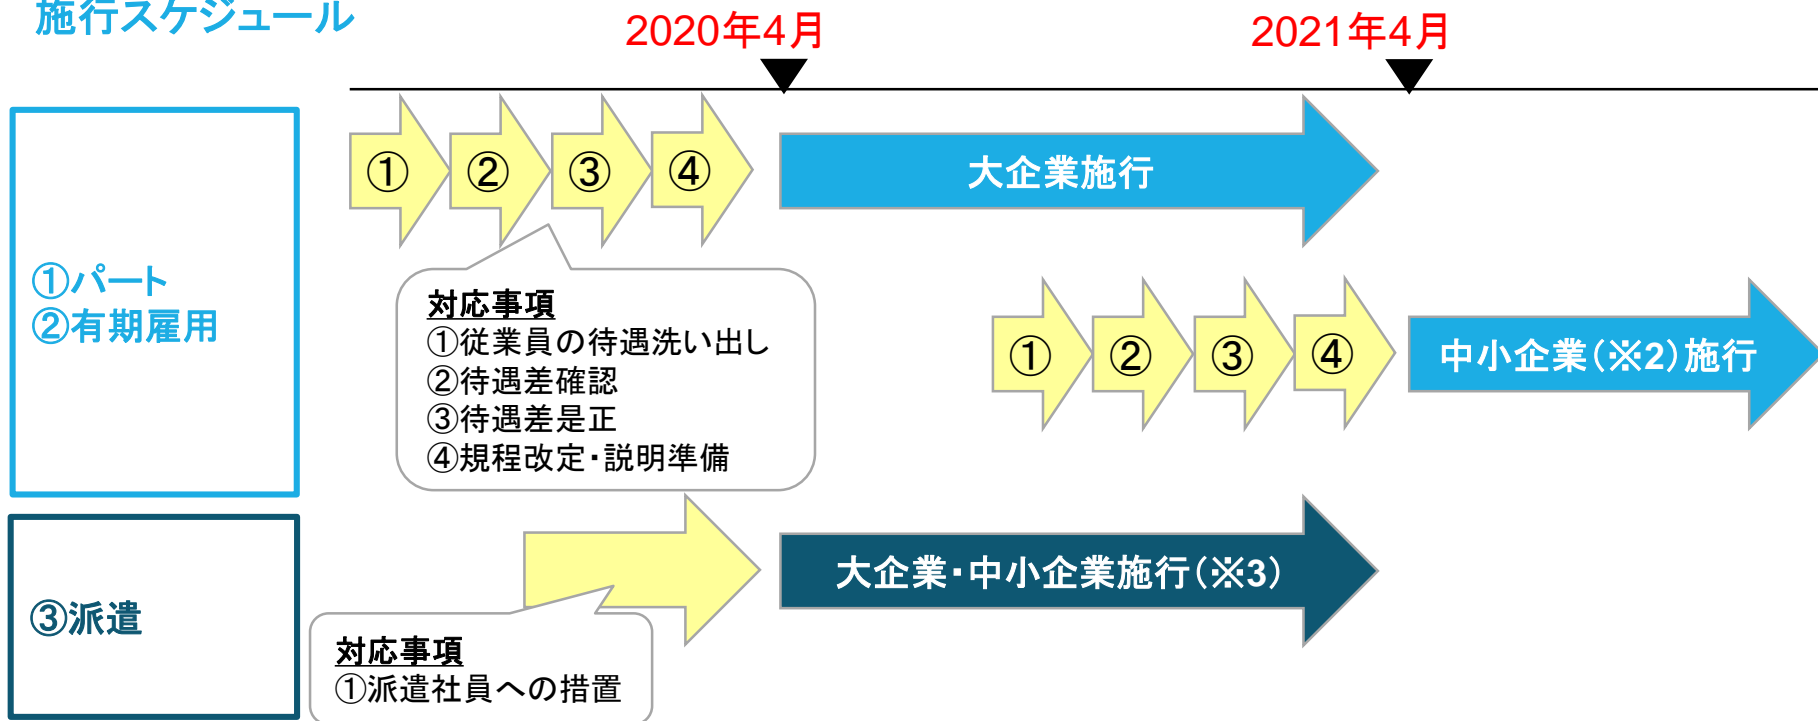 施行スケジュール
2020年4月
2021年4月
① ② ③ ④
大企業施行
①パート
②有期雇用
対応事項
①従業員の待遇洗い出し
②待遇差確認
③待遇差是正
④規程改定・説明準備
① ② ③ ④
中小企業(※2)施行
③派遣
大企業・中小企業施行(※3)
対応事項
①派遣社員への措置